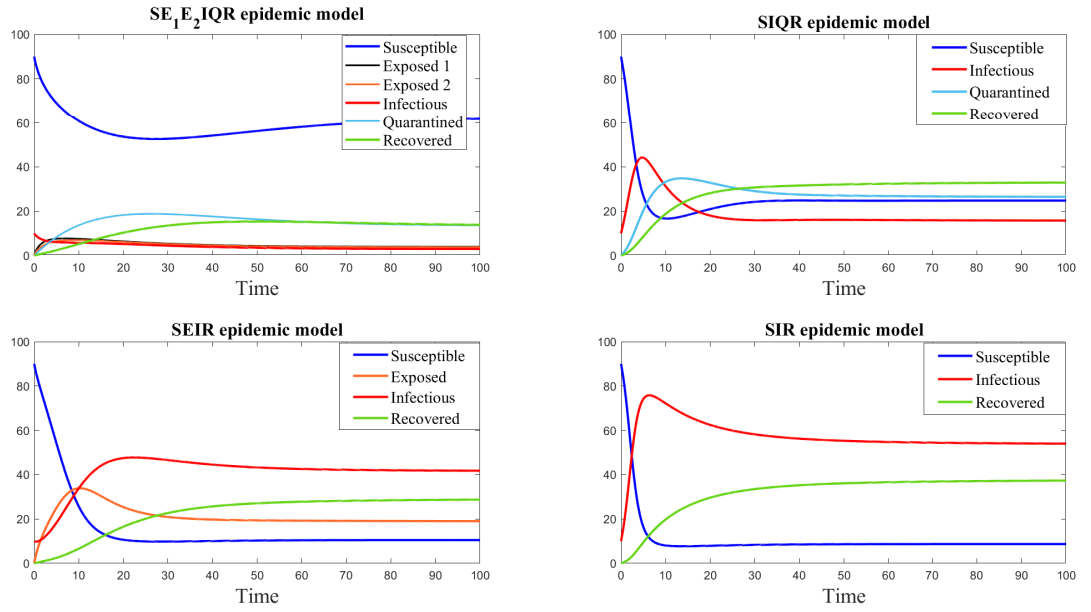 SE1E2IQR epidemic model
100
80
60
40
20
0
0 10 20 30 40 50 60 70 80 90 100
Time
Susceptible
Exposed 1
Exposed 2
Infectious
Quarantined
Recovered
SIQR epidemic model
100
80
60
40
20
0
0 10 20 30 40 50 60 70 80 90 100
Time
Susceptible
Infectious
Quarantined
Recovered
SEIR epidemic model
100
80
60
40
20
0
0 10 20 30 40 50 60 70 80 90 100
Time
Susceptible
Exposed
Infectious
Recovered
SIR epidemic model
100
80
60
40
20
0
0 10 20 30 40 50 60 70 80 90 100
Time
Susceptible
Infectious
Recovered